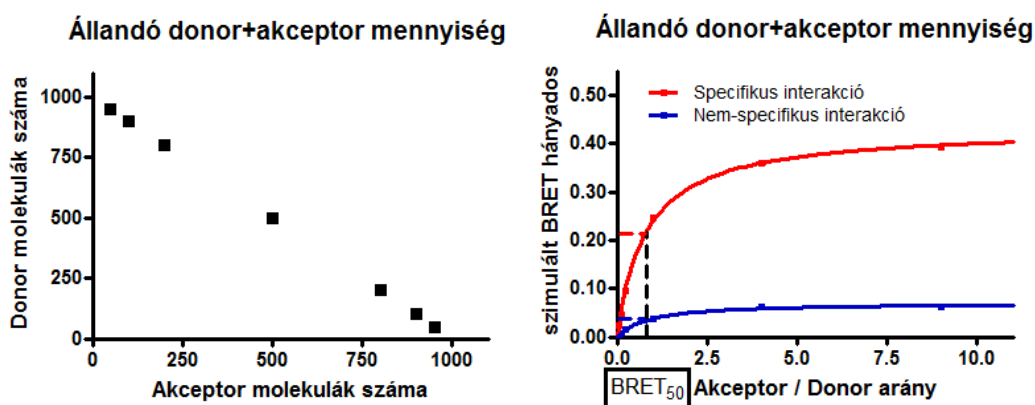 Állandó donor+akceptor mennyiség
Donor molekulák száma
1000
750
500
250
0
0
250
500
750
1000
Akceptor molekulák száma
Állandó donor+akceptor mennyiség
szimulált BRET hányados
0.50
0.40
0.30
0.20
0.10
0.00
Specifikus interakció
Nem-specifikus interakció
0.0
2.5
5.0
7.5
10.0
BRET50
Akceptor / Donor arány